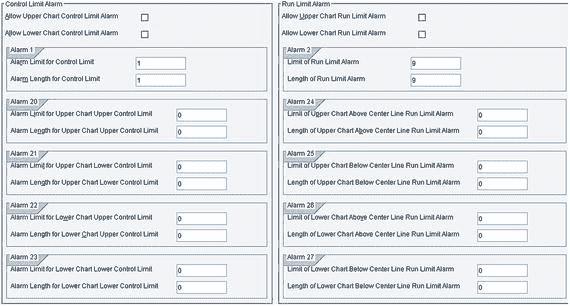 Control Limit Alarm
Allow Upper Chart Control Limit Alarm
Allow Lower Chart Control Limit Alarm
Alarm 1
Alarm Limit for Control Limit 1
Alarm Length for Control Limit 1
Alarm 20
Alarm Limit for Upper Chart Upper Control Limit 0
Alarm Length for Upper Chart Upper Control Limit 0
Alarm 21
Alarm Limit for Upper Chart Lower Control Limit 0
Alarm Length for Upper Chart Lower Control Limit 0
Alarm 22
Alarm Limit for Lower Chart Upper Control Limit 0
Alarm Length for Lower Chart Upper Control Limit 0
Alarm 23
Alarm Limit for Lower Chart Lower Control Limit 0
Alarm Length for Lower Chart Lower Control Limit 0
Run Limit Alarm
Allow Upper Chart Run Limit Alarm
Allow Lower Chart Run Limit Alarm
Alarm 2
Limit of Run Limit Alarm 9
Length of Run Limit Alarm 9
Alarm 24
Limit of Upper Chart Above Center Line Run Limit Alarm 0
Length of Upper Chart Above Center Line Run Limit Alarm 0
Alarm 25
Limit of Upper Chart Below Center Line Run Limit Alarm 0
Length of Upper Chart Below Center Line Run Limit Alarm 0
Alarm 26
Limit of Lower Chart Above Center Line Run Limit Alarm 0
Length of Lower Chart Above Center Line Run Limit Alarm 0
Alarm 27
Limit of Lower Chart Below Center Line Run Limit Alarm 0
Length of Lower Chart Below Center Line Run Limit Alarm 0